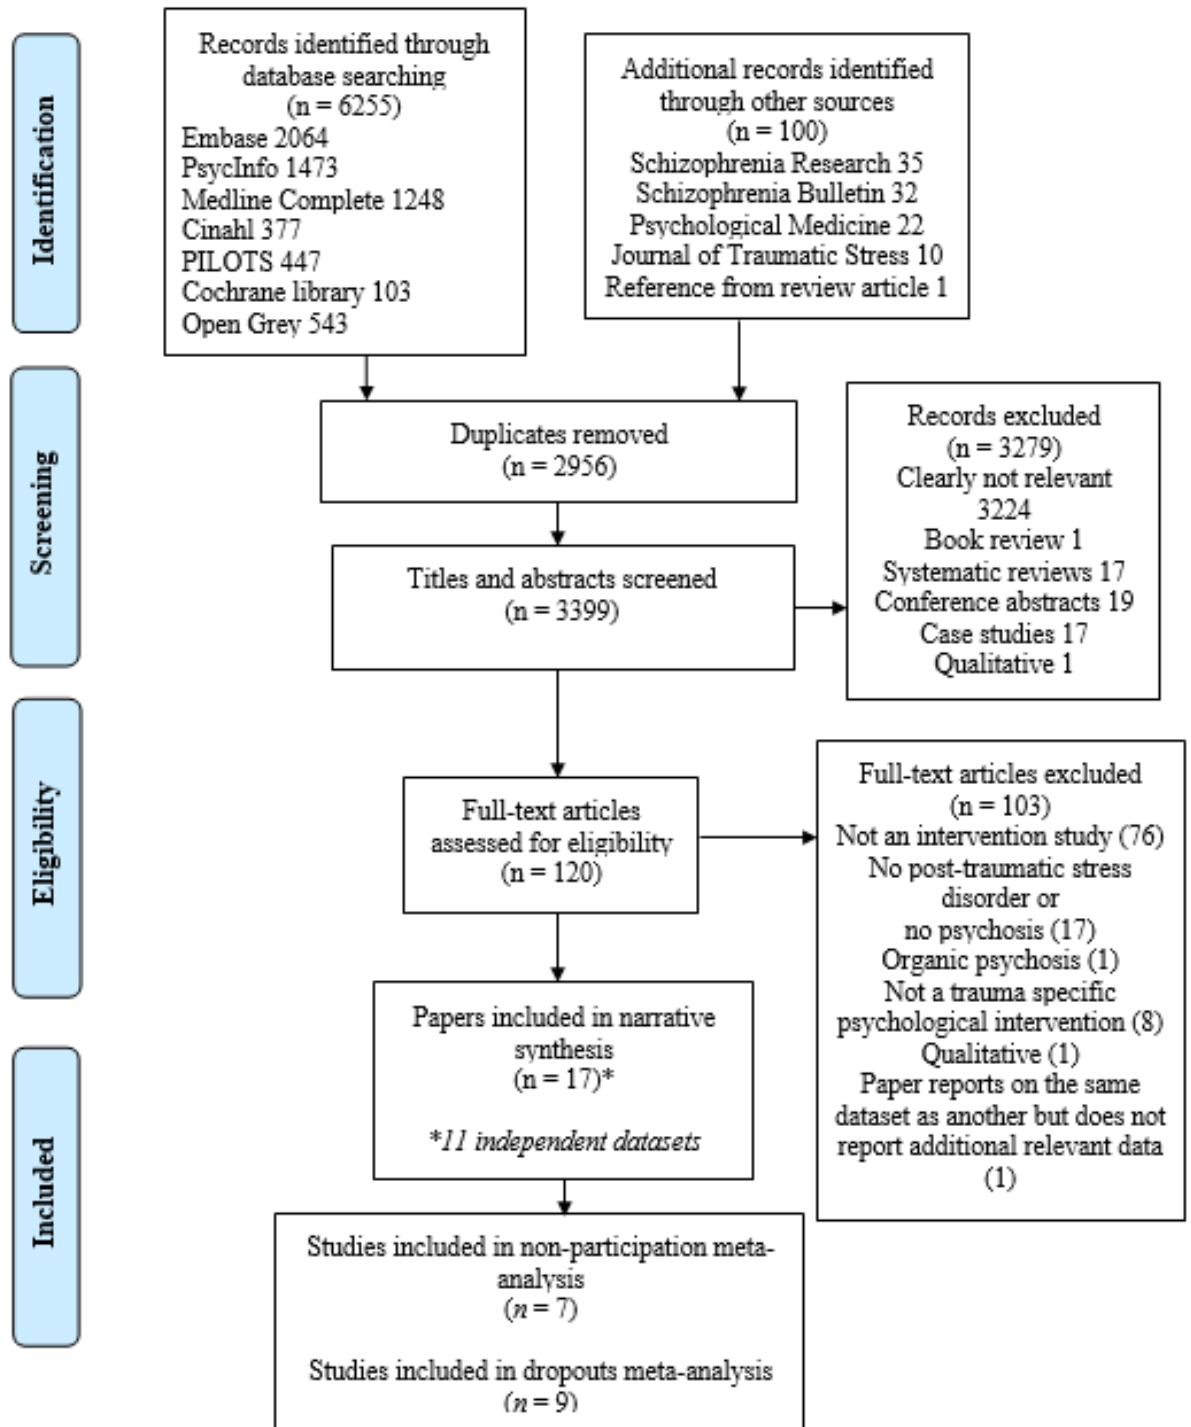 Identification
Records identified through
database searching
(n = 6255)
Embase 2064
PsycInfo 1473
Medline Complete 1248
Cinahl 377
PILOTS 447
Cochrane library 103
Open Grey 543
Additional records identified
through other sources
(n = 100)
Schizophrenia Research 35
Schizophrenia Bulletin 32
Psychological Medicine 22
Journal of Traumatic Stress 10
Reference from review article 1
Screening
Duplicates removed
(n = 2956)
Titles and abstracts screened
(n = 3399)
Records excluded
(n = 3279)
Clearly not relevant
3224
Book review 1
Systematic reviews 17
Conference abstracts 19
Case studies 17
Qualitative 1
Eligibility
Full-text articles
assessed for eligibility
(n = 120)
Full-text articles excluded
(n = 103)
Not an intervention study (76)
No post-traumatic stress
disorder or
no psychosis (17)
Organic psychosis (1)
Not a trauma specific
psychological intervention (8)
Qualitative (1)
Paper reports on the same
dataset as another but does not
report additional relevant data
(1)
Included
Papers included in narrative
synthesis
(n = 17)*
*11 independent datasets
Studies included in non-participation meta-
analysis
(n = 7)
Studies included in dropouts meta-analysis
(n = 9)